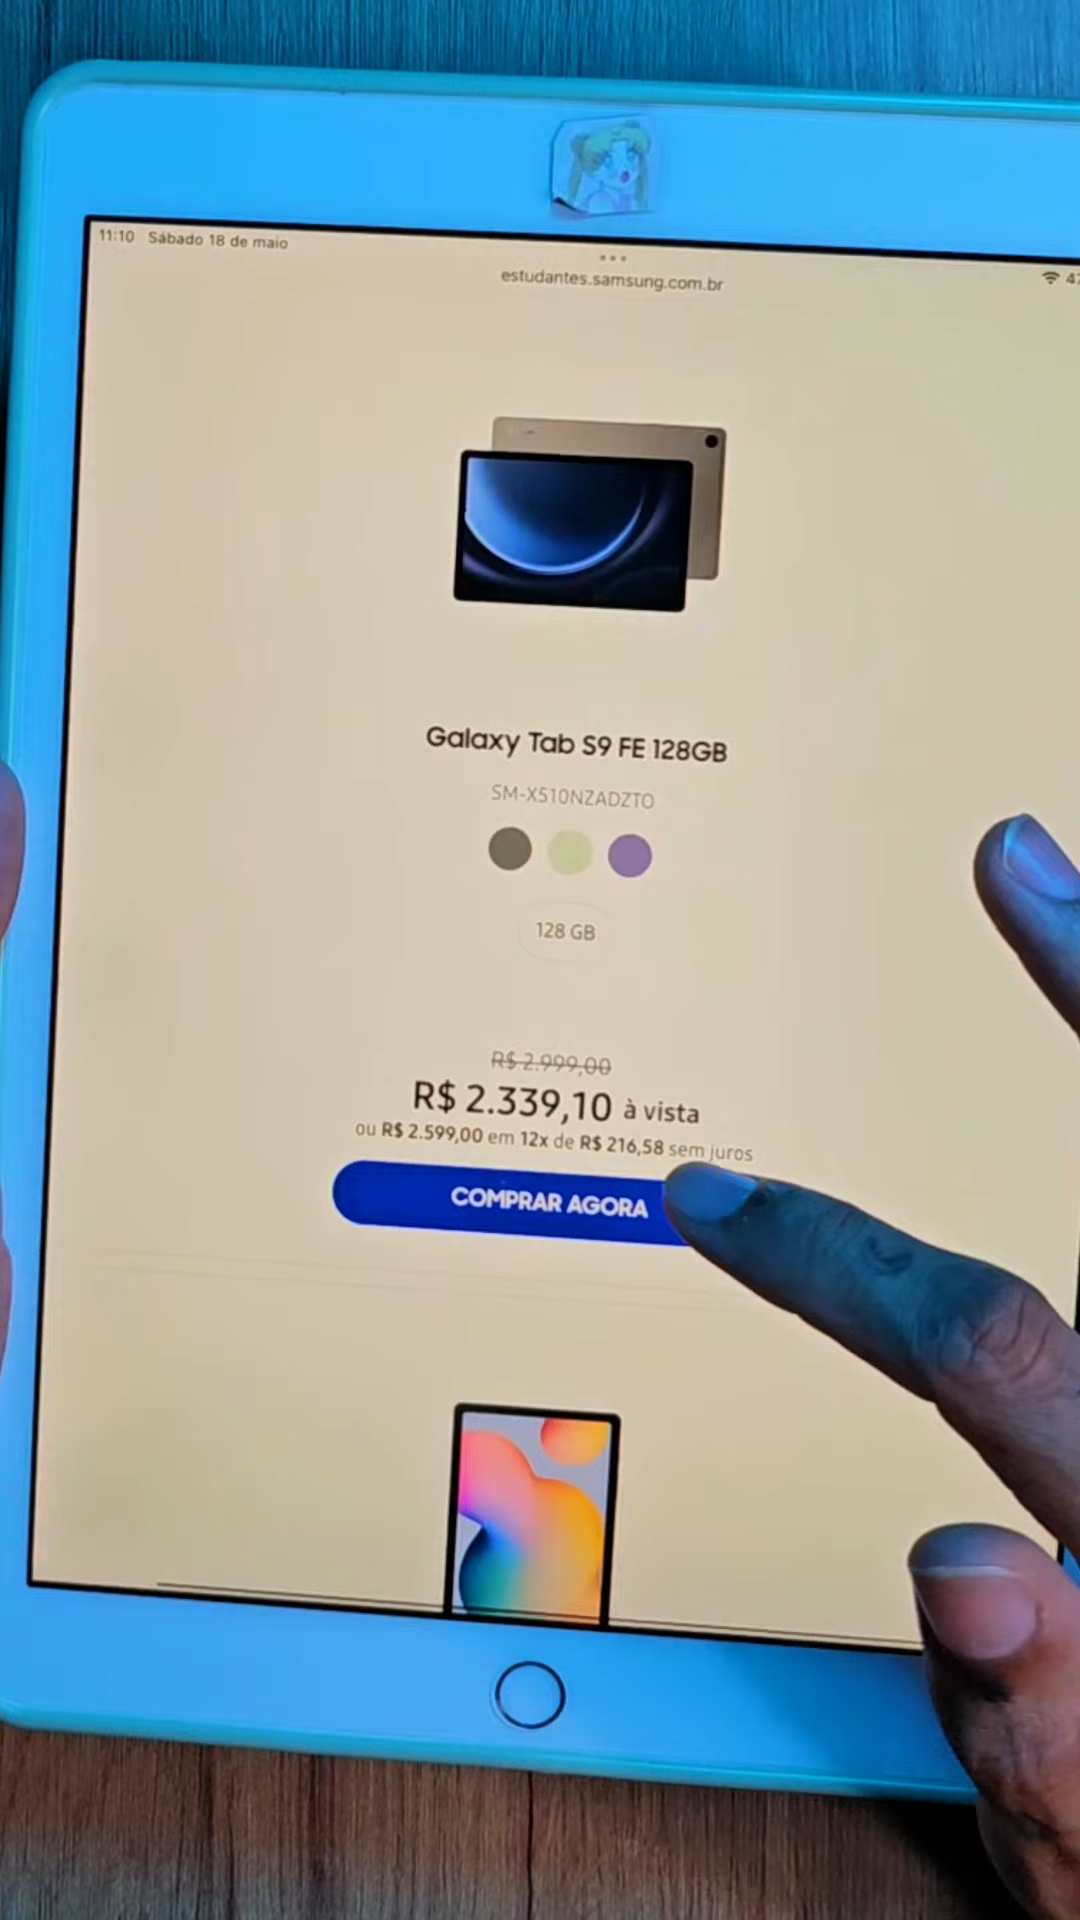 11:10 Sábado 18 de maio
estudantes.samsung.com.br
Galaxy Tab S9 FE 128GB
SM-X510NZADZTO
128 GB
R$ 2.999,00
R$ 2.339,10 à vista
ou R$ 2.599,00 em 12x de R$ 216,58 sem juros
COMPRAR AGORA